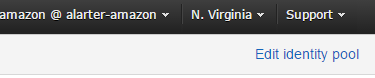 amazon @ alarter-amazon N. Virginia Support
Edit identity pool